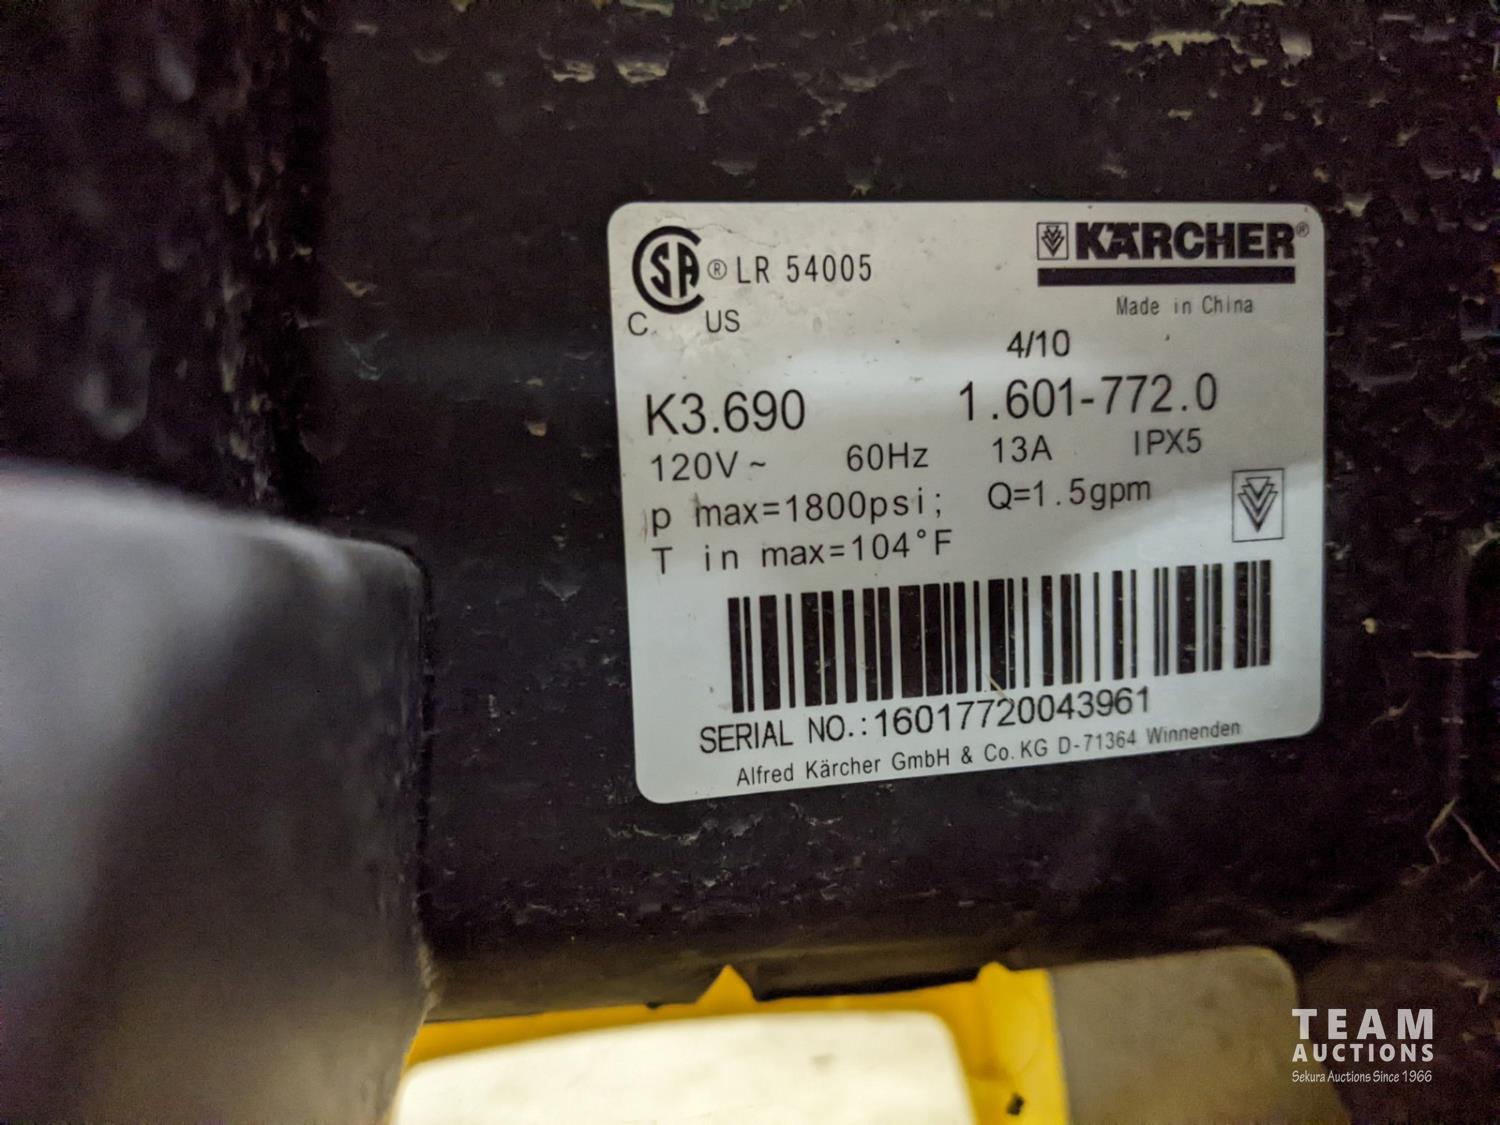 CSA ® LR 54005
C US
KÄRCHER®
Made in China
4/10
K3.690 1.601-772.0
120V ~ 60Hz 13A IPX5
p max=1800psi; Q=1.5gpm
T in max=104°F
SERIAL NO.:16017720043961
Alfred Kärcher GmbH & Co.KG D-71364 Winnenden
TEAM
AUCTIONS
Sekura Auctions Since 1966